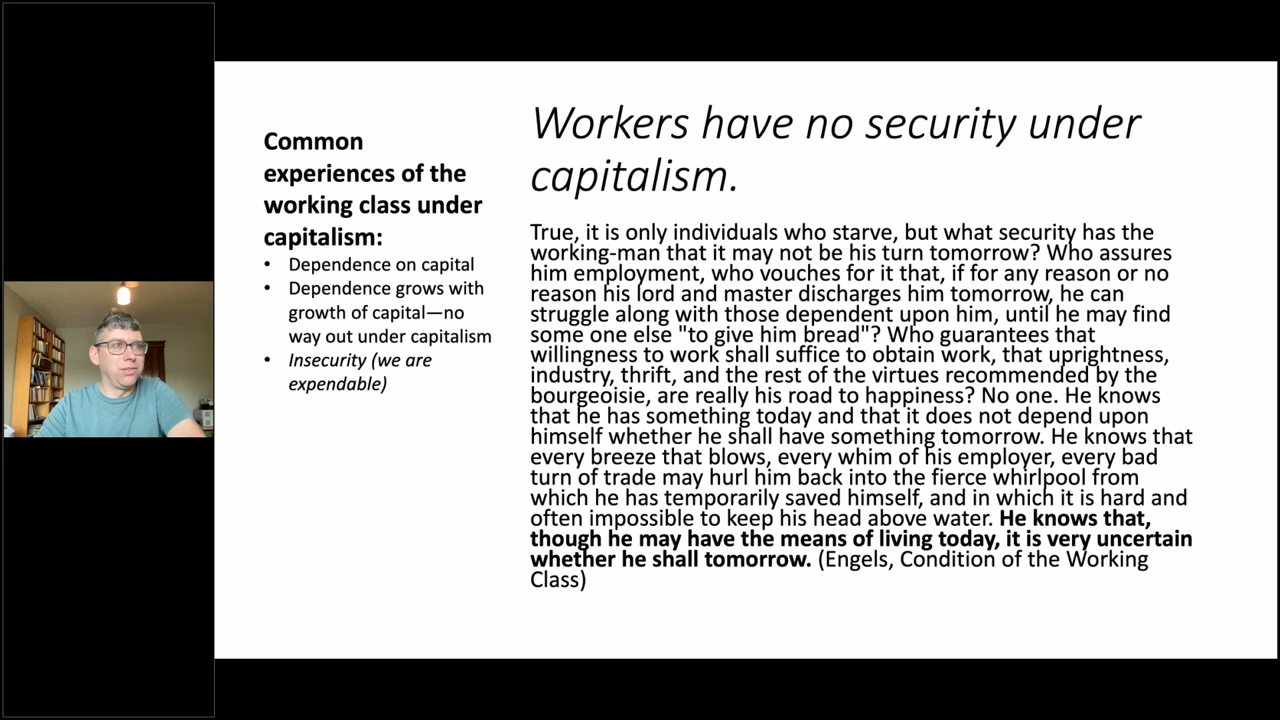 Common
experiences of the
working class under
capitalism:
• Dependence on capital
• Dependence grows with
growth of capital—no
way out under capitalism
• Insecurity (we are
expendable)
Workers have no security under
capitalism.
True, it is only individuals who starve, but what security has the
working-man that it may not be his turn tomorrow? Who assures
him employment, who vouches for it that, if for any reason or no
reason his lord and master discharges him tomorrow, he can
struggle along with those dependent upon him, until he may find
some one else "to give him bread"? Who guarantees that
willingness to work shall suffice to obtain work, that uprightness,
industry, thrift, and the rest of the virtues recommended by the
bourgeoisie, are really his road to happiness? No one. He knows
that he has something today and that it does not depend upon
himself whether he shall have something tomorrow. He knows that
every breeze that blows, every whim of his employer, every bad
turn of trade may hurl him back into the fierce whirlpool from
which he has temporarily saved himself, and in which it is hard and
often impossible to keep his head above water. He knows that,
though he may have the means of living today, it is very uncertain
whether he shall tomorrow. (Engels, Condition of the Working
Class)